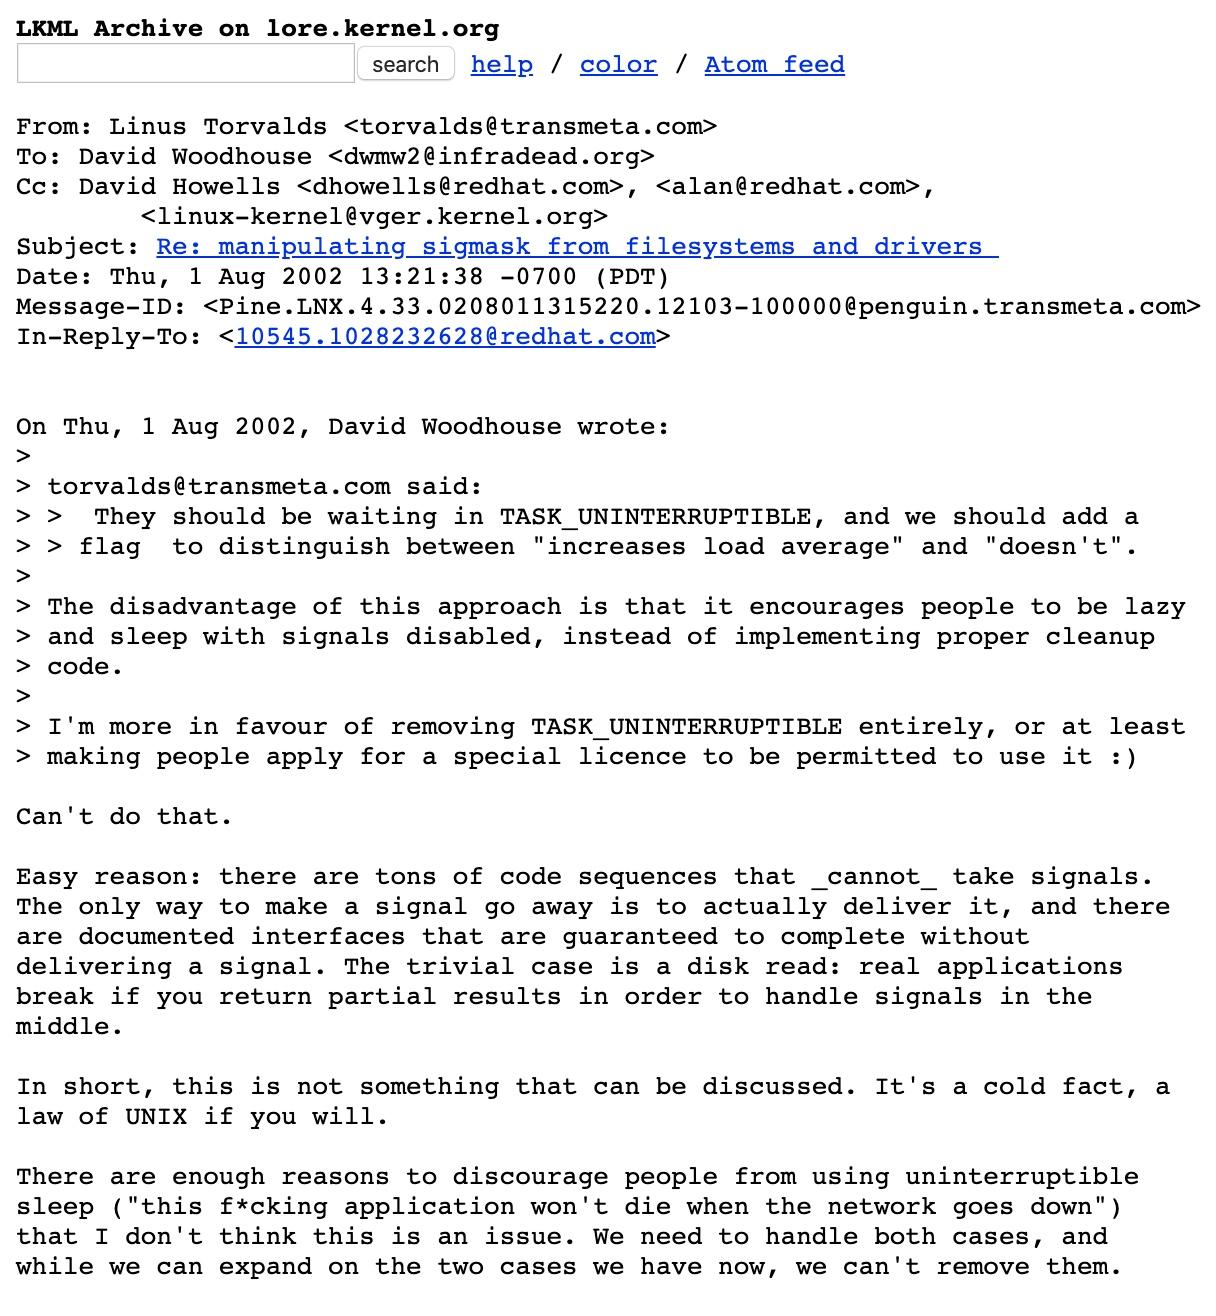 LKML Archive on lore.kernel.org
search help / color / Atom feed
From: Linus Torvalds <torvalds@transmeta.com>
To: David Woodhouse <dwmw2@infradead.org>
Cc: David Howells <dhowells@redhat.com>, <alan@redhat.com>,
<linux-kernel@vger.kernel.org>
Subject: Re: manipulating sigmask from filesystems and drivers
Date: Thu, 1 Aug 2002 13:21:38 -0700 (PDT)
Message-ID: <Pine.LNX.4.33.0208011315220.12103-100000@penguin.transmeta.com>
In-Reply-To: <10545.1028232628@redhat.com>
On Thu, 1 Aug 2002, David Woodhouse wrote:
>
> torvalds@transmeta.com said:
> >  They should be waiting in TASK_UNINTERRUPTIBLE, and we should add a
> > flag  to distinguish between "increases load average" and "doesn't".
>
> The disadvantage of this approach is that it encourages people to be lazy
> and sleep with signals disabled, instead of implementing proper cleanup
> code.
>
> I'm more in favour of removing TASK_UNINTERRUPTIBLE entirely, or at least
> making people apply for a special licence to be permitted to use it :)
Can't do that.
Easy reason: there are tons of code sequences that _cannot_ take signals.
The only way to make a signal go away is to actually deliver it, and there
are documented interfaces that are guaranteed to complete without
delivering a signal. The trivial case is a disk read: real applications
break if you return partial results in order to handle signals in the
middle.
In short, this is not something that can be discussed. It's a cold fact, a
law of UNIX if you will.
There are enough reasons to discourage people from using uninterruptible
sleep ("this f*cking application won't die when the network goes down")
that I don't think this is an issue. We need to handle both cases, and
while we can expand on the two cases we have now, we can't remove them.